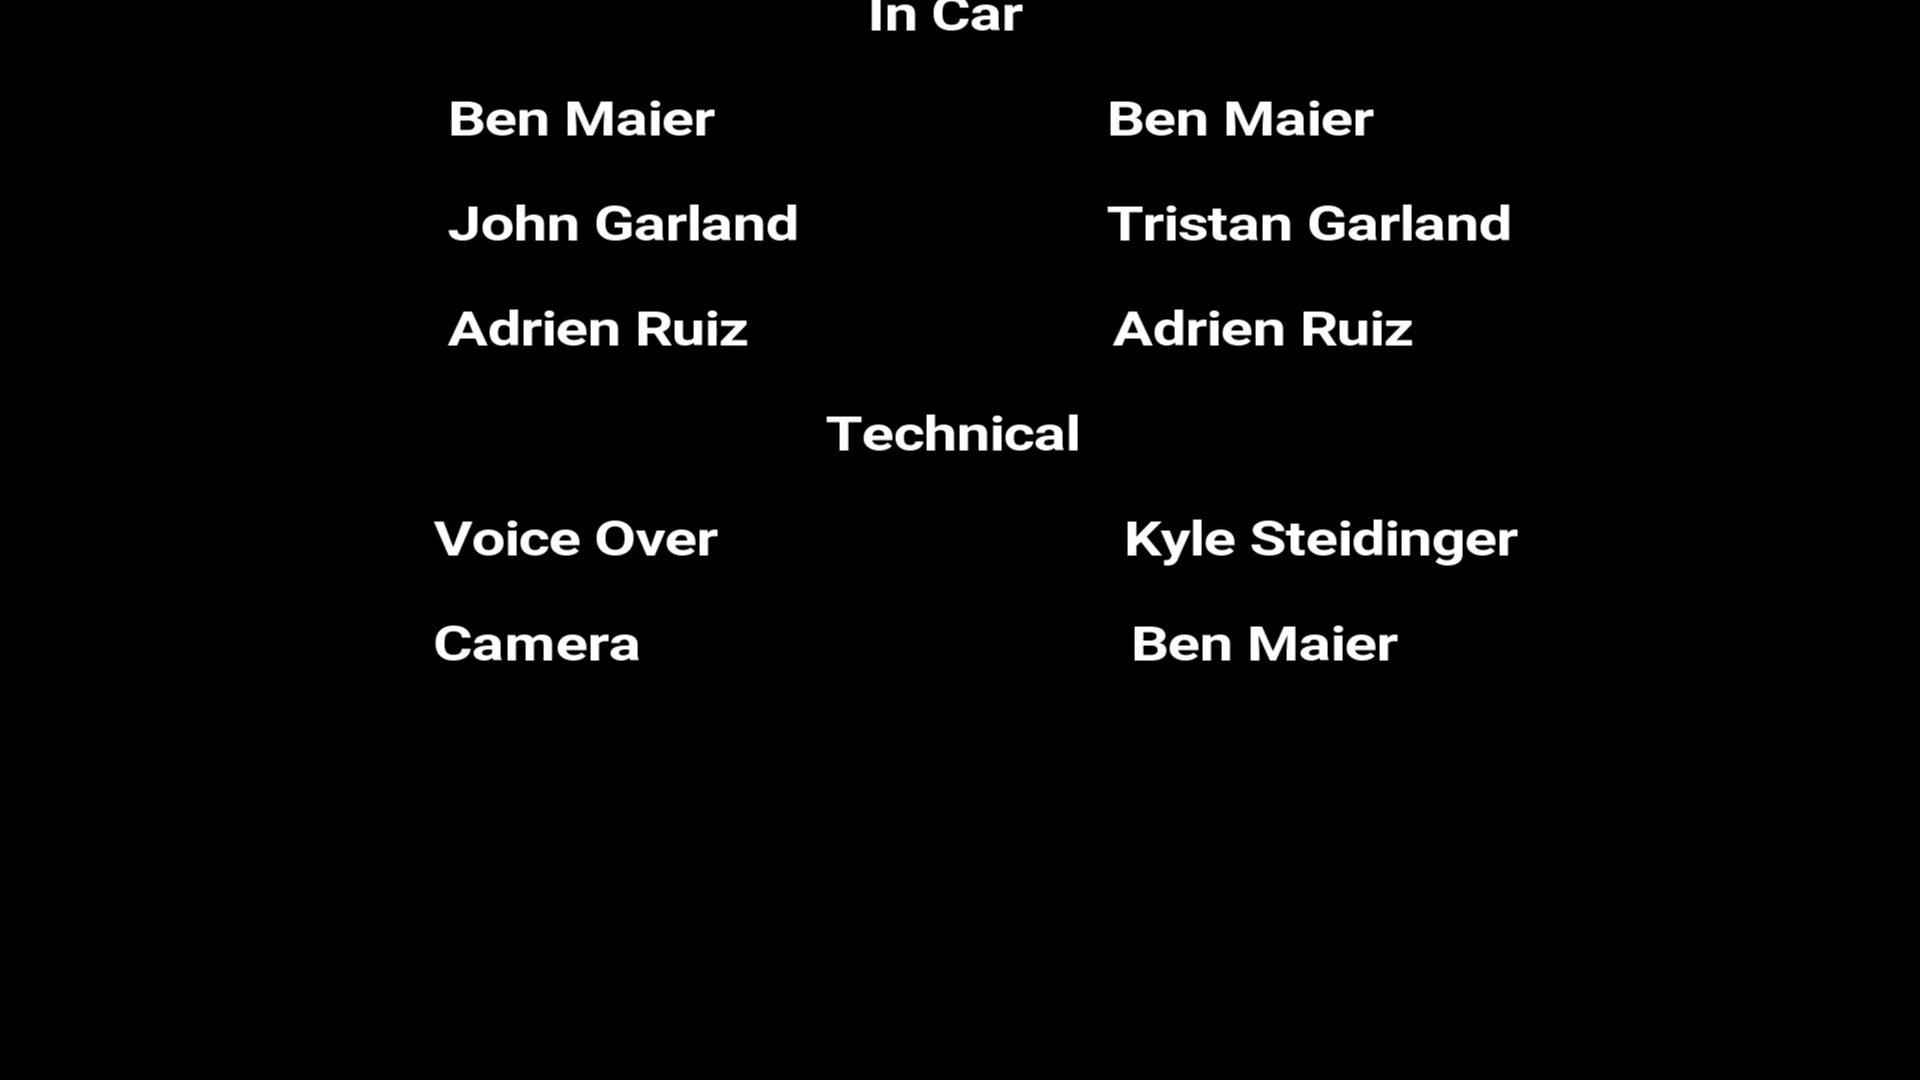 In Car
Ben Maier Ben Maier
John Garland Tristan Garland
Adrien Ruiz Adrien Ruiz
Technical
Voice Over Kyle Steidinger
Camera Ben Maier